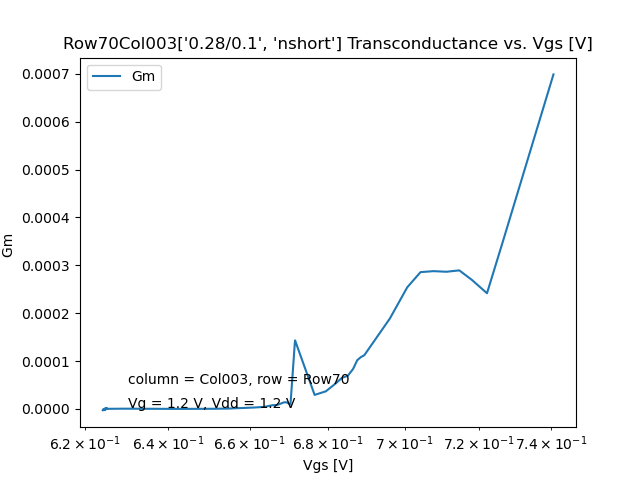 Row70Col003['0.28/0.1', 'nshort'] Transconductance vs. Vgs [V]
Gm
0.0007
0.0006
0.0005
0.0004
0.0003
0.0002
0.0001
0.0000
Gm
column = Col003, row = Row70
Vg = 1.2 V, Vdd = 1.2 V
6.2 × 10⁻¹ 6.4 × 10⁻¹ 6.6 × 10⁻¹ 6.8 × 10⁻¹ 7 × 10⁻¹ 7.2 × 10⁻¹ 7.4 × 10⁻¹
Vgs [V]